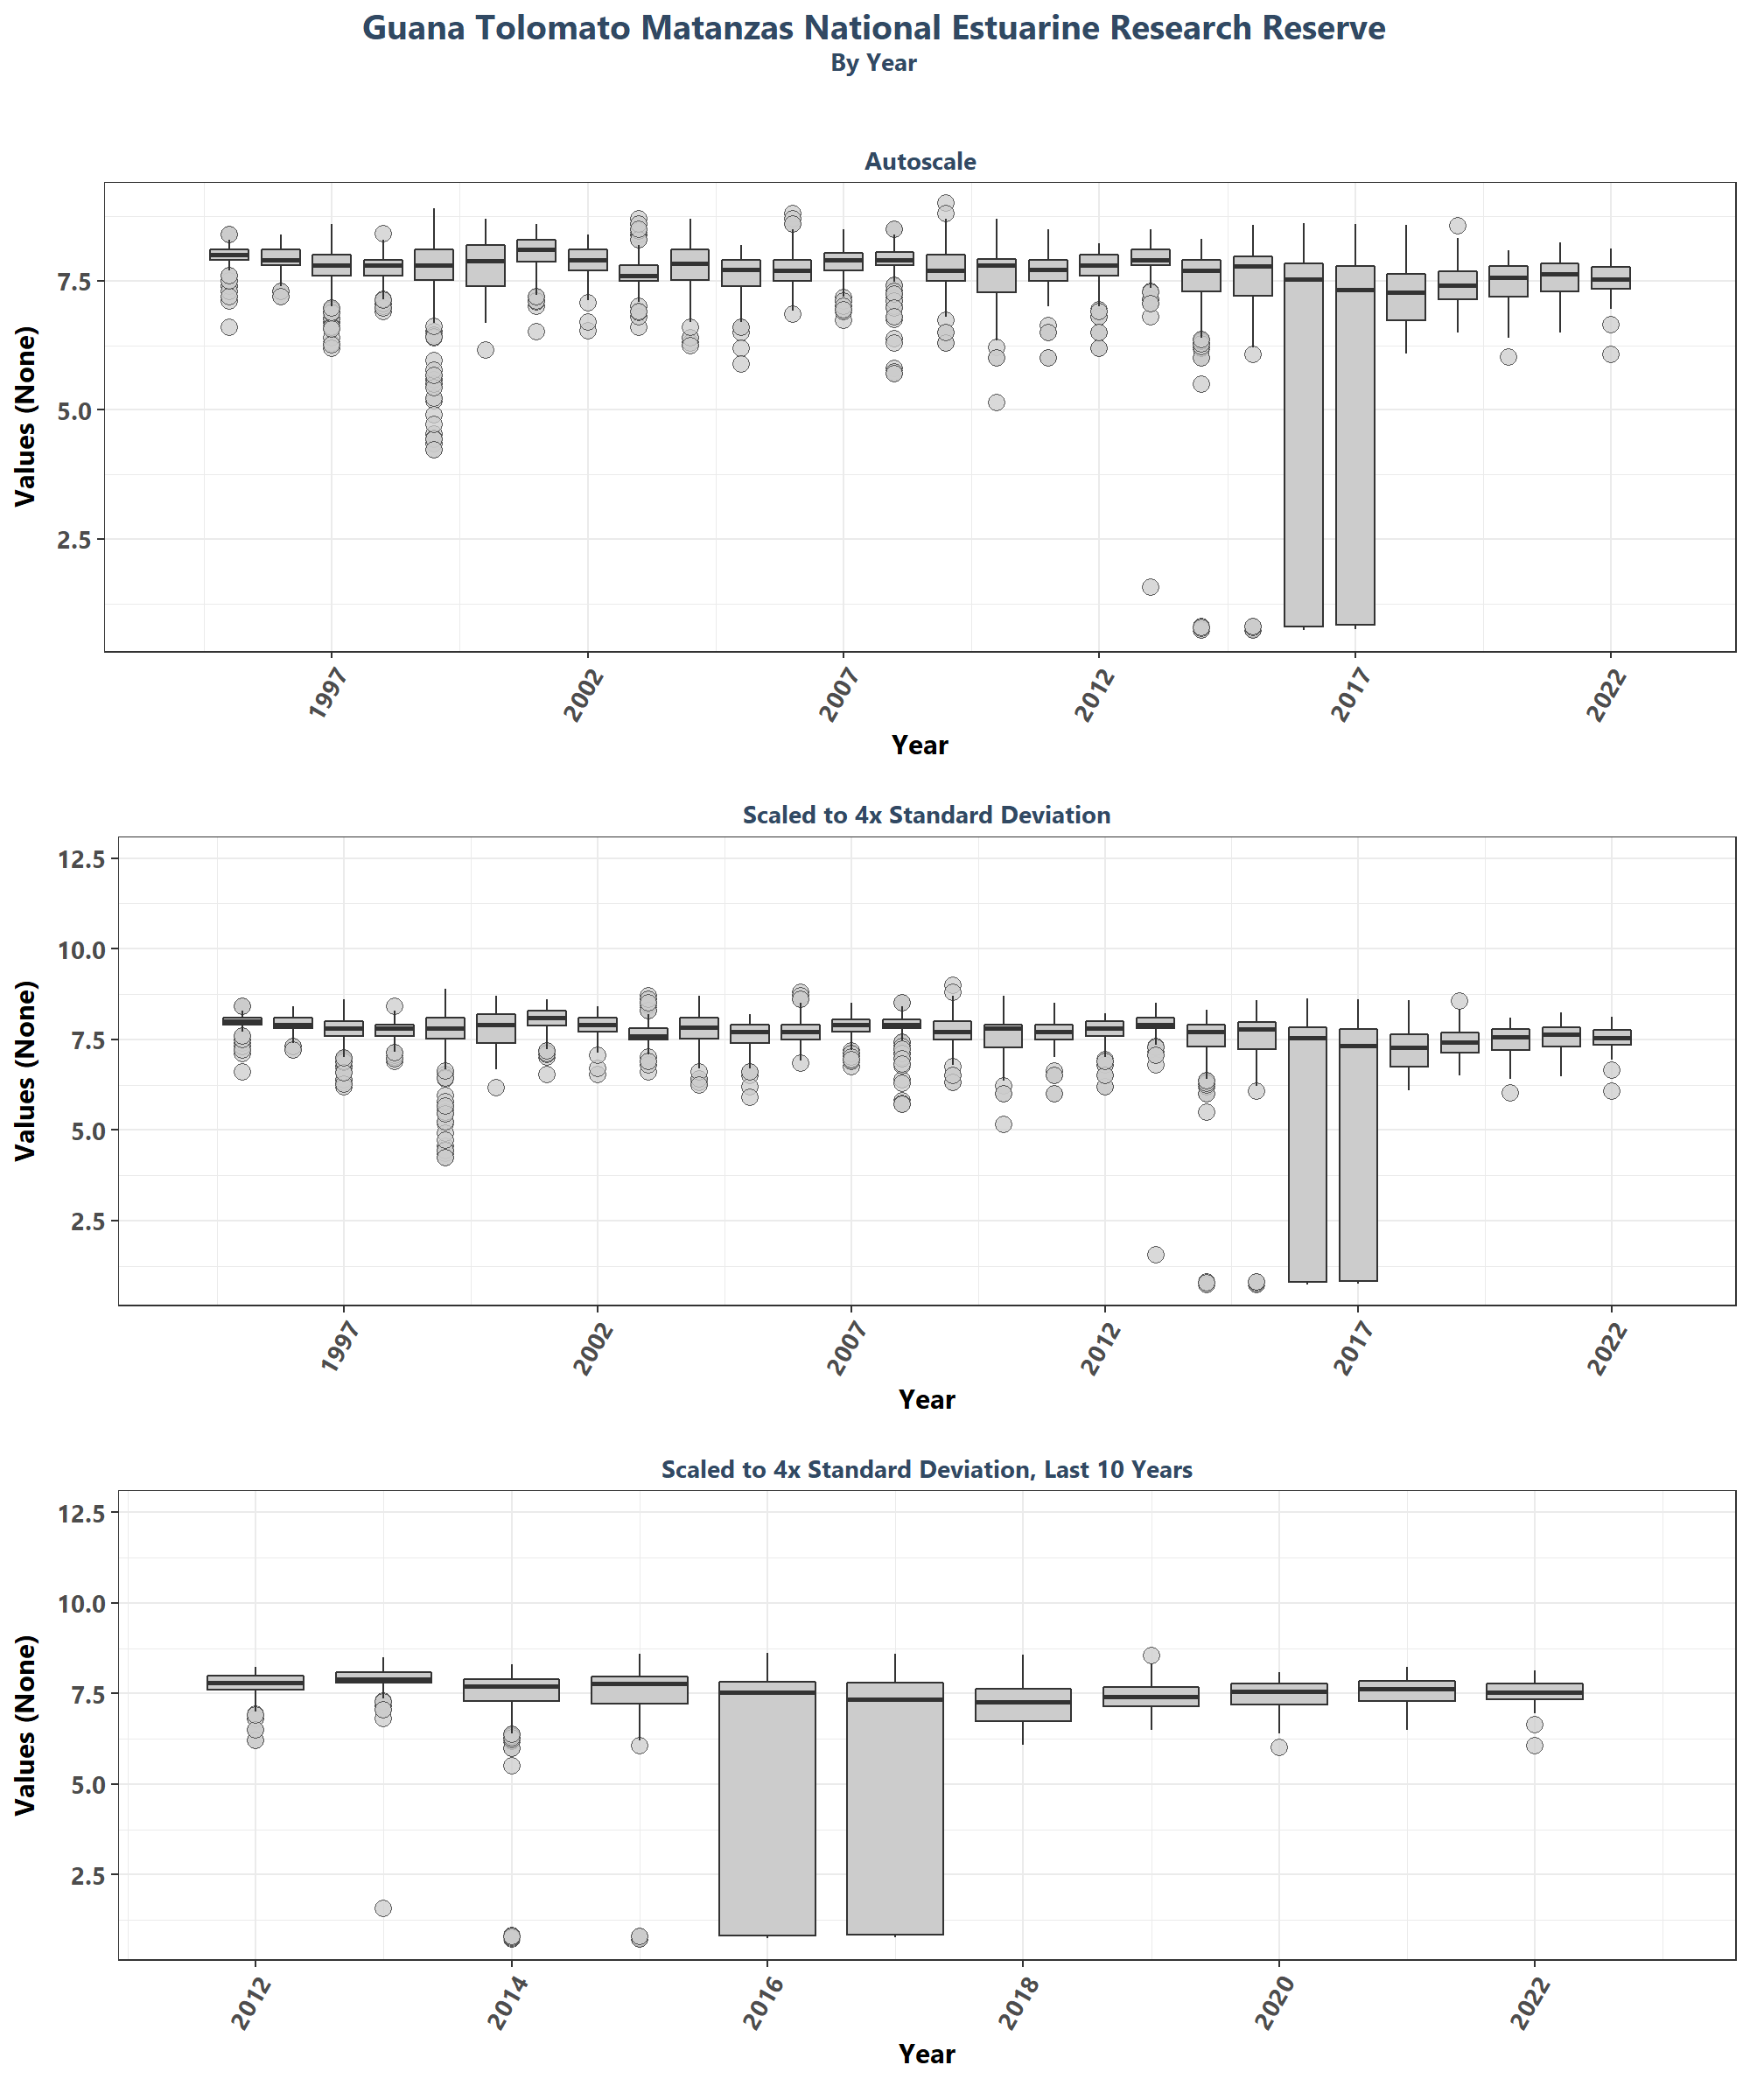 Guana Tolomato Matanzas National Estuarine Research Reserve
By Year
Autoscale
Values (None)
7.5
5.0
2.5
1997 2002 2007 2012 2017 2022
Year
Scaled to 4x Standard Deviation
Values (None)
12.5
10.0
7.5
5.0
2.5
1997 2002 2007 2012 2017 2022
Year
Scaled to 4x Standard Deviation, Last 10 Years
Values (None)
12.5
10.0
7.5
5.0
2.5
2012 2014 2016 2018 2020 2022
Year